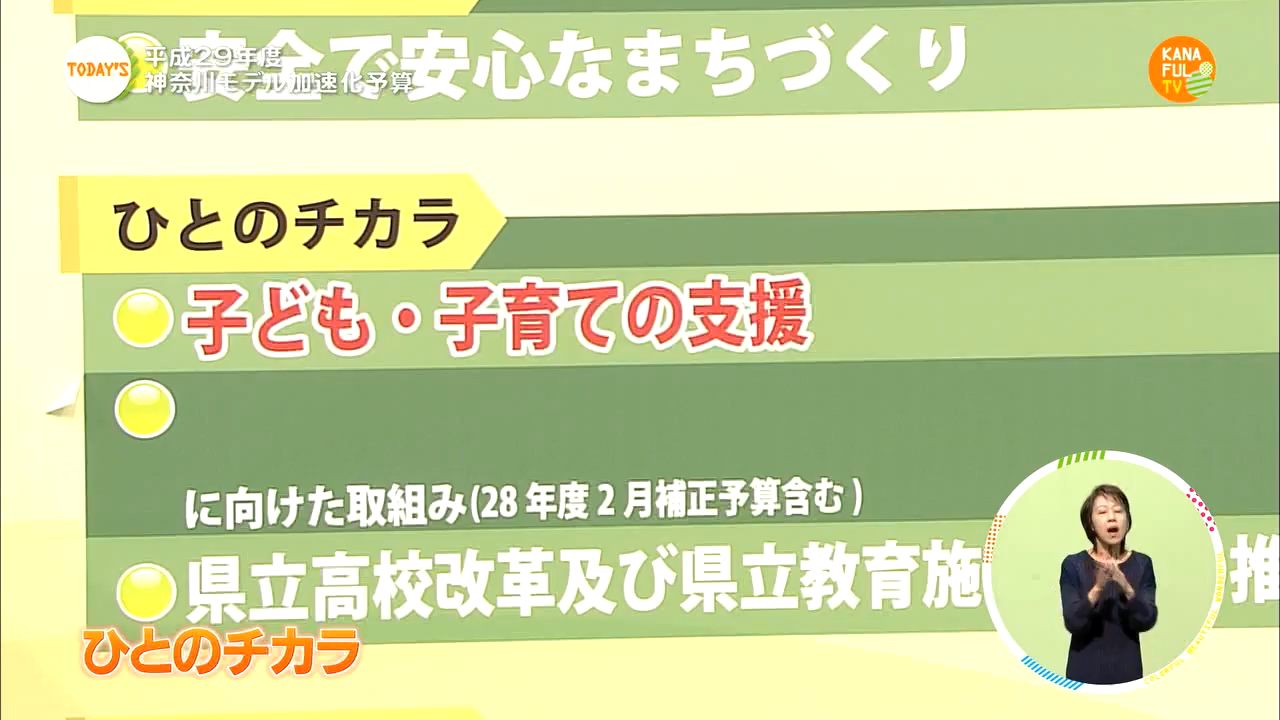 安全で安心なまちづくり
TODAY'S
平成29年度
神奈川モデル加速化予算
KANA
FUL
TV
ひとのチカラ
子ども・子育ての支援
に向けた取組み(28年度2月補正予算含む)
県立高校改革及び県立教育施
推
ひとのチカラ